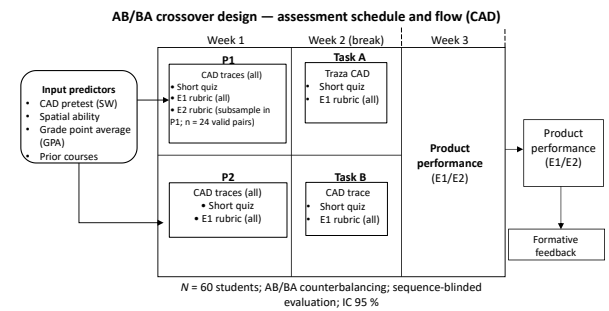 AB/BA crossover design — assessment schedule and flow (CAD)
Week 1
Week 2 (break)
Week 3
Input predictors
• CAD pretest (SW)
• Spatial ability
• Grade point average
(GPA)
• Prior courses
P1
CAD traces (all)
• Short quiz
• E1 rubric (all)
• E2 rubric (subsample in
P1; n = 24 valid pairs)
Task A
Traza CAD
• Short quiz
• E1 rubric (all)
P2
CAD traces (all)
• Short quiz
• E1 rubric (all)
Task B
CAD trace
• Short quiz
• E1 rubric (all)
Product
performance
(E1/E2)
Product
performance
(E1/E2)
Formative
feedback
N = 60 students; AB/BA counterbalancing; sequence-blinded
evaluation; IC 95 %